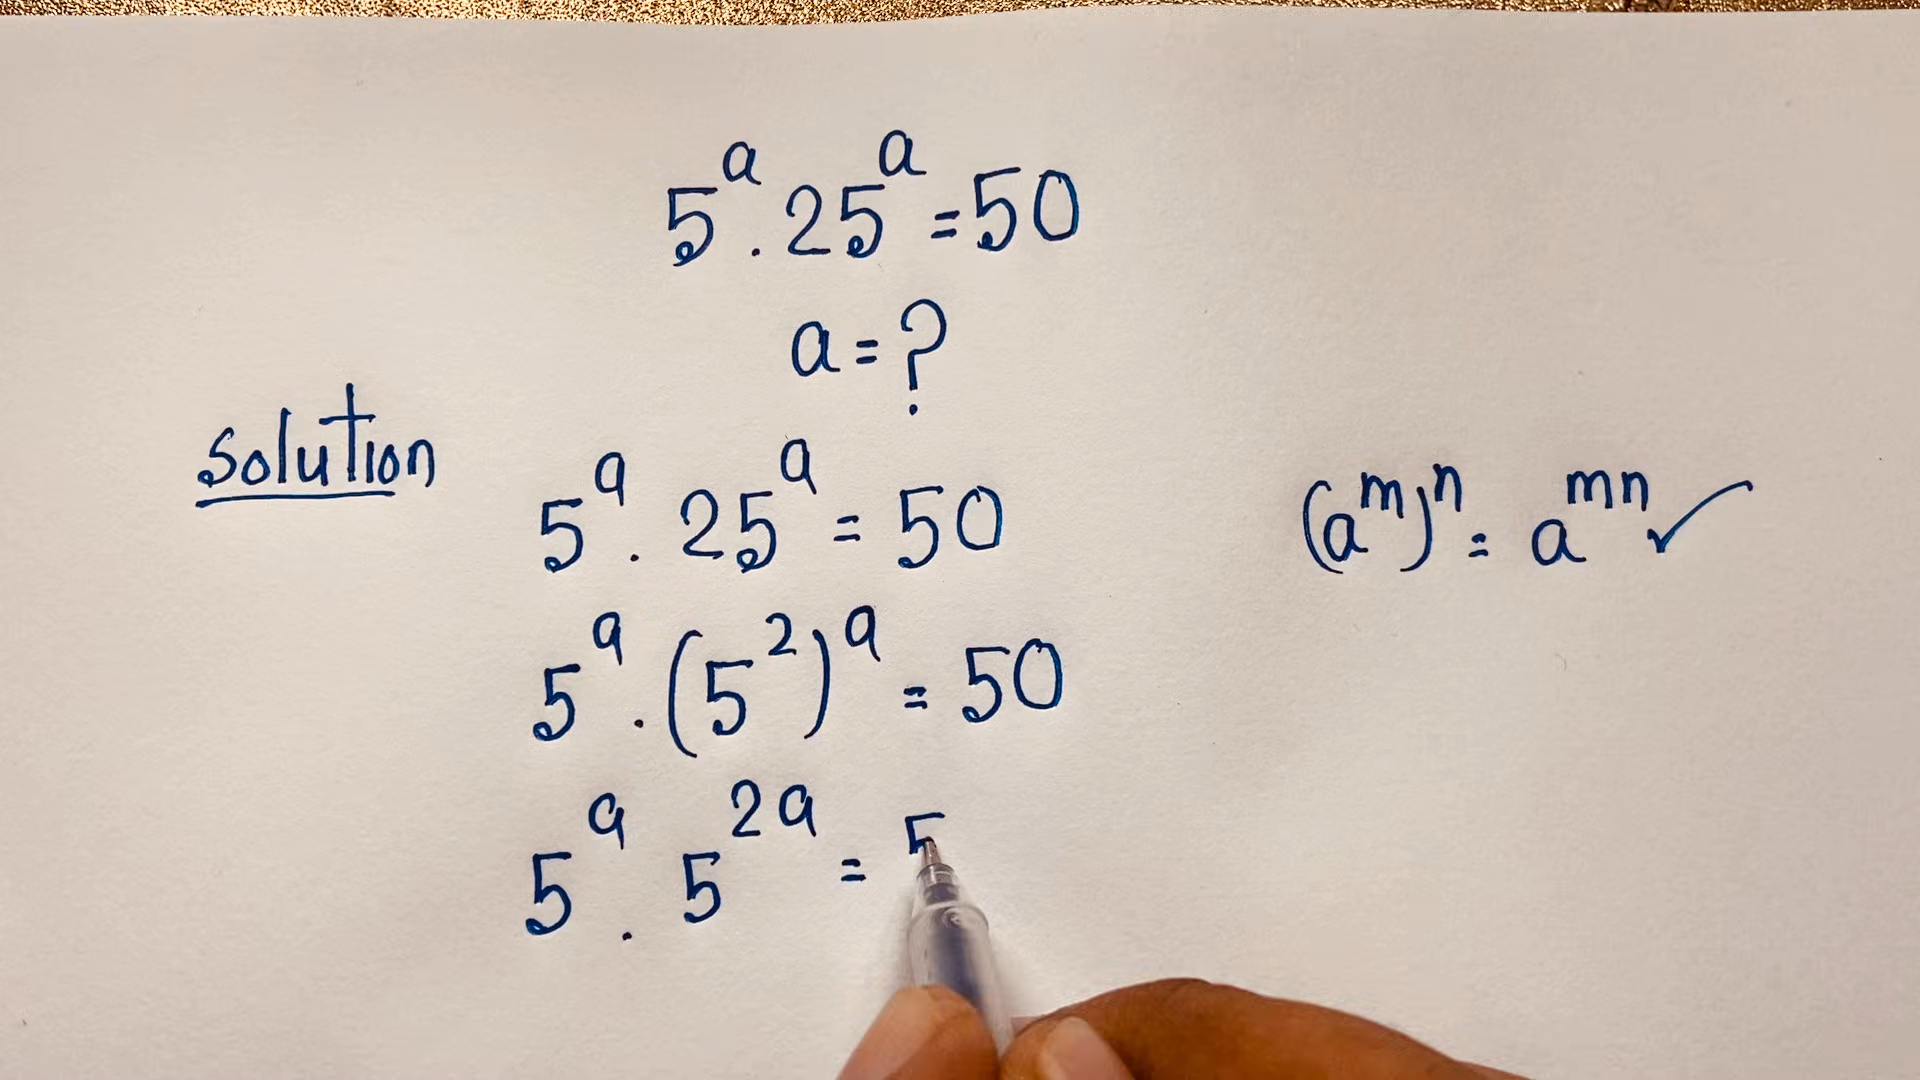 5^a . 25^a = 50
a = ?
Solution
5^a . 25^a = 50
(a^m)^n = a^mn ✓
5^a . (5^2)^a = 50
5^a . 5^2a = 5